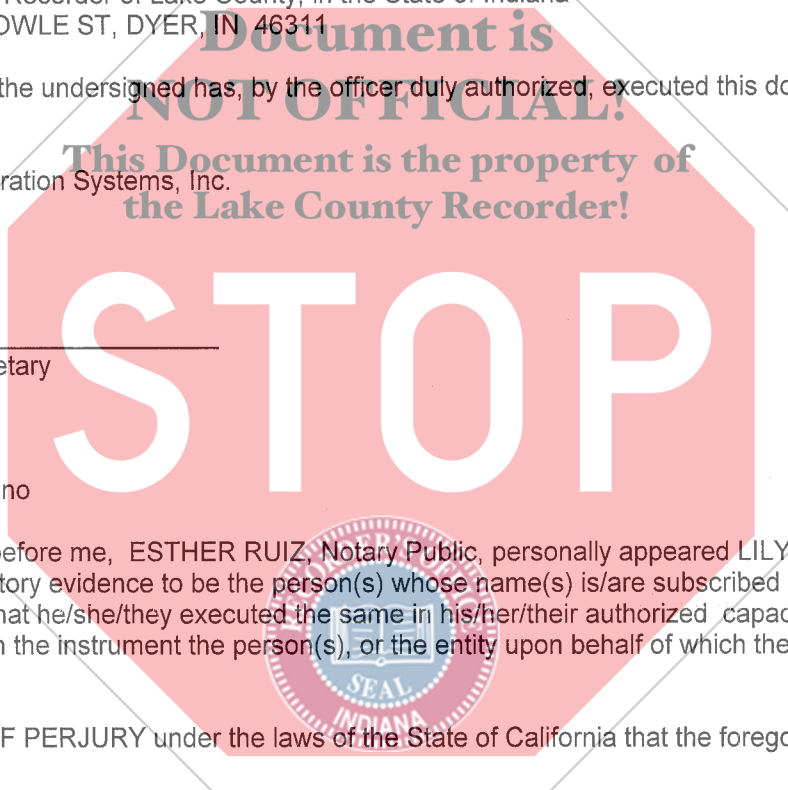 Recorder of Lake County, in the State of Indiana
OWLE ST, DYER, IN 46311
Document is
the undersigned has, by the officer duly authorized, executed this do
NOT OFFICIAL!
This Document is the property of
ration Systems, Inc.
the Lake County Recorder!
STOP
etary
no
before me, ESTHER RUIZ, Notary Public, personally appeared LILY
tory evidence to be the person(s) whose name(s) is/are subscribed
hat he/she/they executed the same in his/her/their authorized capac
n the instrument the person(s), or the entity upon behalf of which the
RECORDER'S OFFICE
SEAL
INDIANA
F PERJURY under the laws of the State of California that the forego